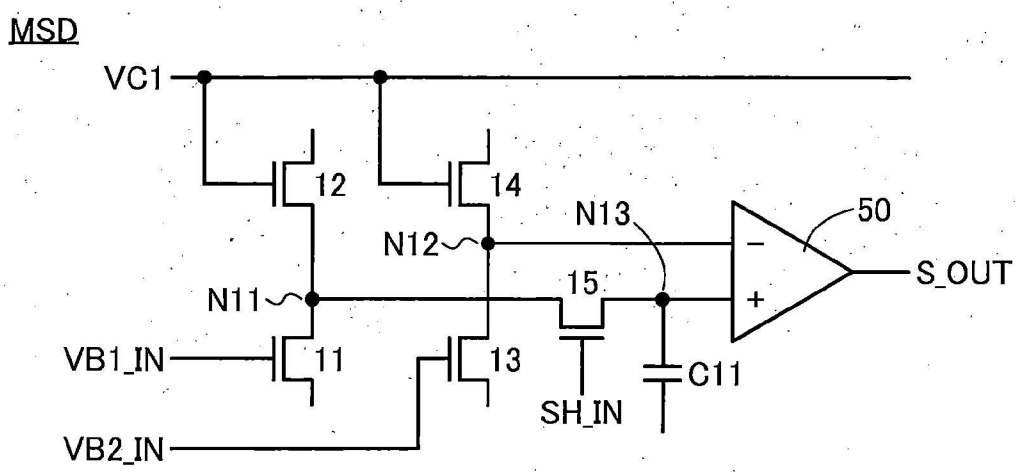 MSD
VC1
12
14
50
N13
N12
−
S_OUT
15
N11
+
VB1_IN
11
13
C11
SH_IN
VB2_IN